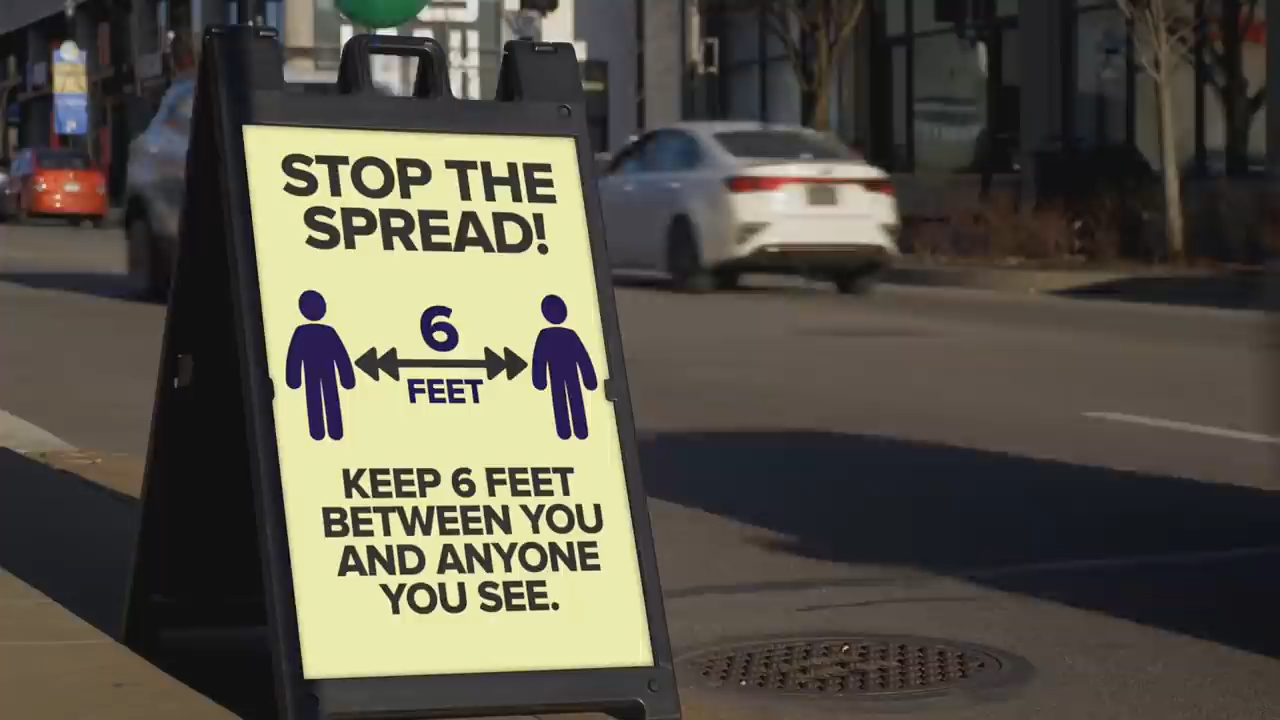 STOP THE
SPREAD!
6
FEET
KEEP 6 FEET
BETWEEN YOU
AND ANYONE
YOU SEE.